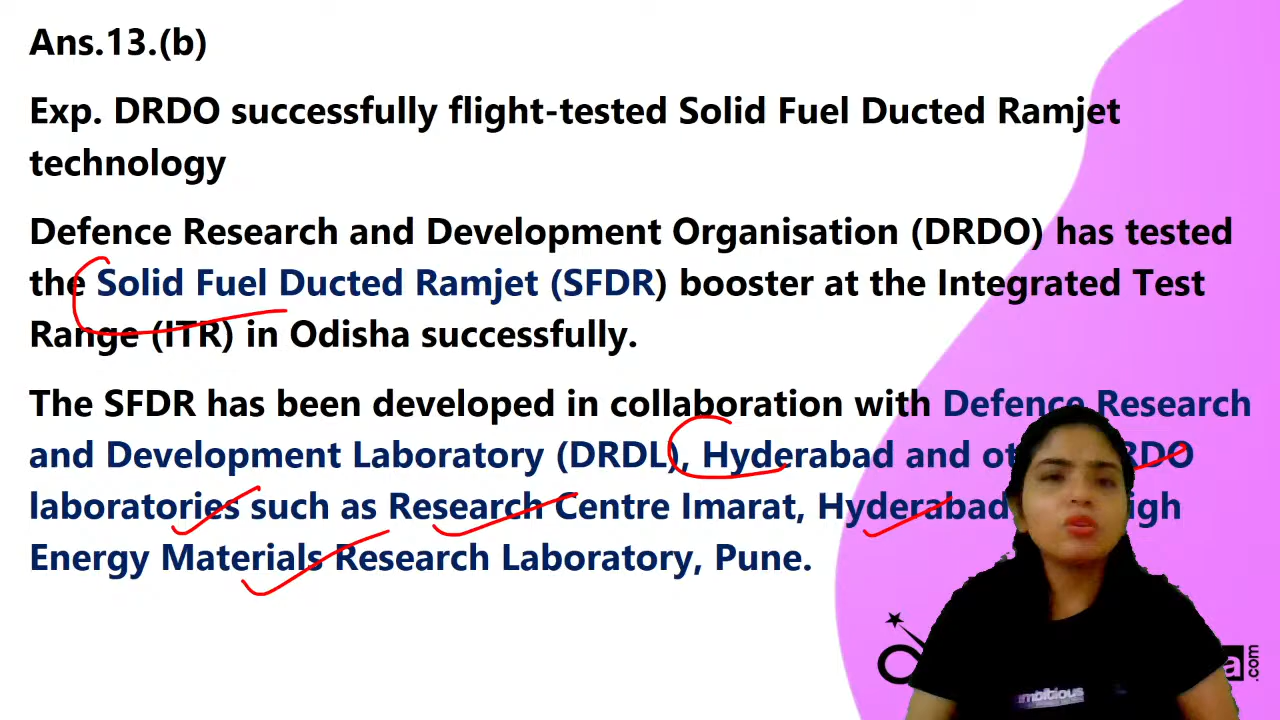 Ans.13.(b)
Exp. DRDO successfully flight-tested Solid Fuel Ducted Ramjet
technology
Defence Research and Development Organisation (DRDO) has tested
the Solid Fuel Ducted Ramjet (SFDR) booster at the Integrated Test
Range (ITR) in Odisha successfully.
The SFDR has been developed in collaboration with Defence Research
and Development Laboratory (DRDL), Hyderabad and
laboratories such as Research Centre Imarat, Hyderabad
Energy Materials Research Laboratory, Pune.
a.com
ambitious